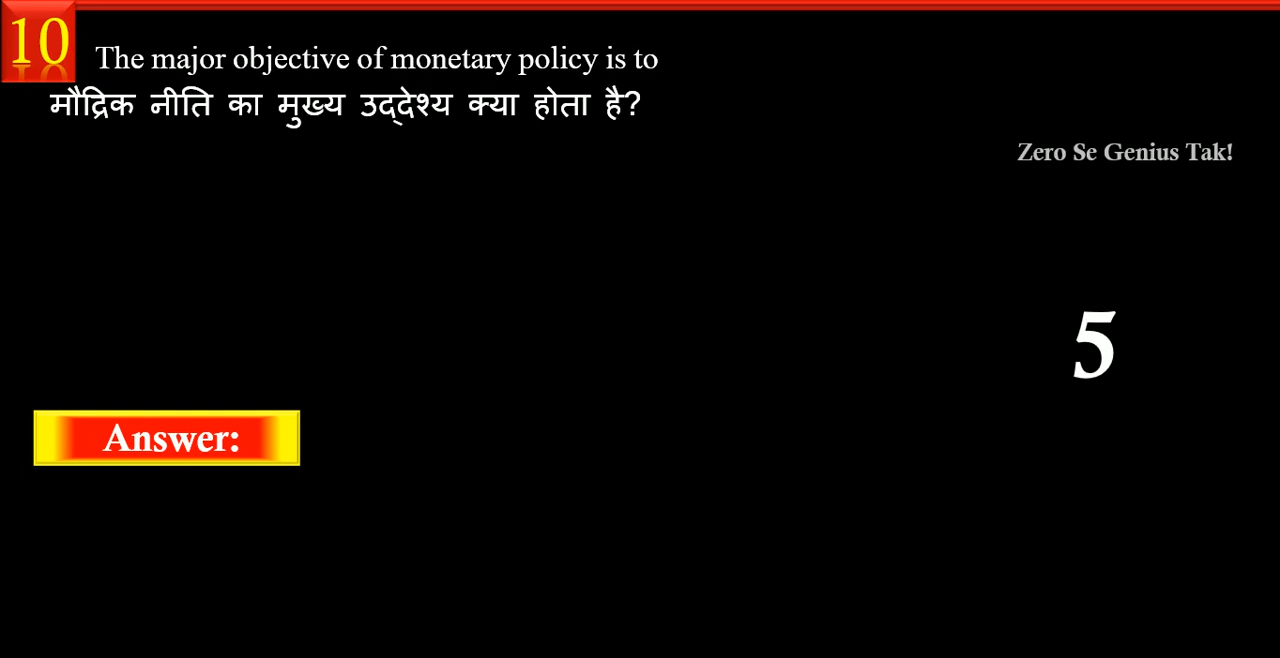 10
The major objective of monetary policy is to
मौद्रिक नीति का मुख्य उद्देश्य क्या होता है?
Zero Se Genius Tak!
5
Answer: